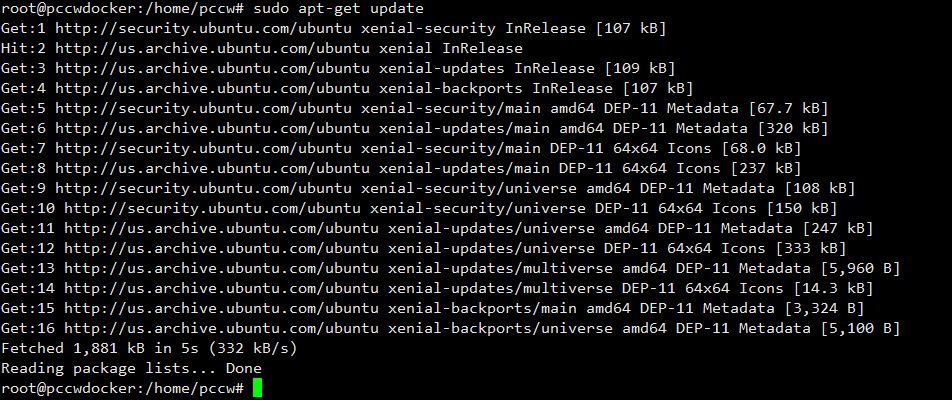 root@pccwdocker:/home/pccw# sudo apt-get update
Get:1 http://security.ubuntu.com/ubuntu xenial-security InRelease [107 kB]
Hit:2 http://us.archive.ubuntu.com/ubuntu xenial InRelease
Get:3 http://us.archive.ubuntu.com/ubuntu xenial-updates InRelease [109 kB]
Get:4 http://us.archive.ubuntu.com/ubuntu xenial-backports InRelease [107 kB]
Get:5 http://security.ubuntu.com/ubuntu xenial-security/main amd64 DEP-11 Metadata [67.7 kB]
Get:6 http://us.archive.ubuntu.com/ubuntu xenial-updates/main amd64 DEP-11 Metadata [320 kB]
Get:7 http://security.ubuntu.com/ubuntu xenial-security/main DEP-11 64x64 Icons [68.0 kB]
Get:8 http://us.archive.ubuntu.com/ubuntu xenial-updates/main DEP-11 64x64 Icons [237 kB]
Get:9 http://security.ubuntu.com/ubuntu xenial-security/universe amd64 DEP-11 Metadata [108 kB]
Get:10 http://security.ubuntu.com/ubuntu xenial-security/universe DEP-11 64x64 Icons [150 kB]
Get:11 http://us.archive.ubuntu.com/ubuntu xenial-updates/universe amd64 DEP-11 Metadata [247 kB]
Get:12 http://us.archive.ubuntu.com/ubuntu xenial-updates/universe DEP-11 64x64 Icons [333 kB]
Get:13 http://us.archive.ubuntu.com/ubuntu xenial-updates/multiverse amd64 DEP-11 Metadata [5,960 B]
Get:14 http://us.archive.ubuntu.com/ubuntu xenial-updates/multiverse DEP-11 64x64 Icons [14.3 kB]
Get:15 http://us.archive.ubuntu.com/ubuntu xenial-backports/main amd64 DEP-11 Metadata [3,324 B]
Get:16 http://us.archive.ubuntu.com/ubuntu xenial-backports/universe amd64 DEP-11 Metadata [5,100 B]
Fetched 1,881 kB in 5s (332 kB/s)
Reading package lists... Done
root@pccwdocker:/home/pccw#